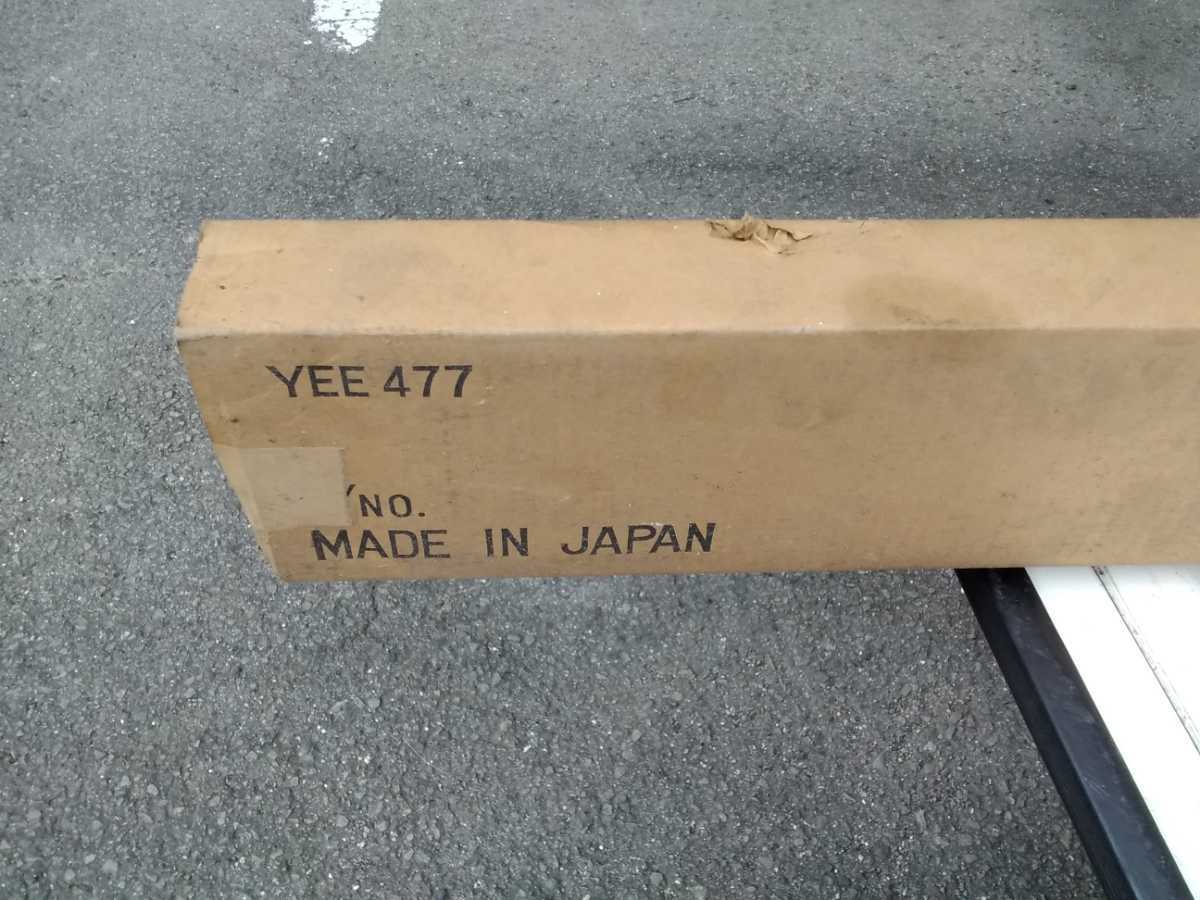 YEE 477
/NO.
MADE IN JAPAN